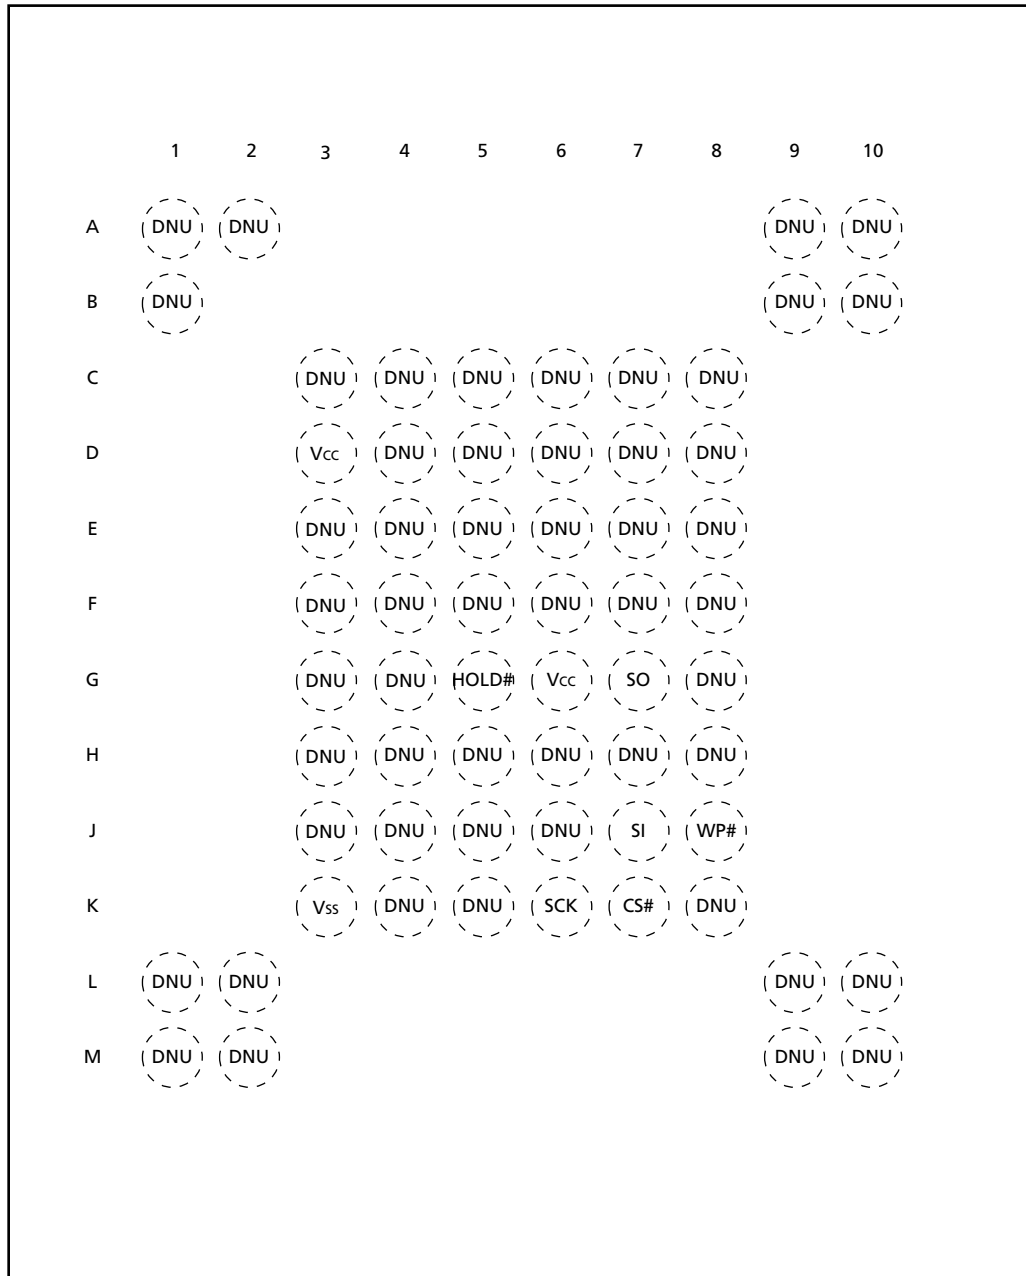 1 2 3 4 5 6 7 8 9 10
A DNU DNU DNU DNU
B DNU DNU DNU
C DNU DNU DNU DNU DNU DNU
D Vcc DNU DNU DNU DNU DNU
E DNU DNU DNU DNU DNU DNU
F DNU DNU DNU DNU DNU DNU
G DNU DNU HOLD# Vcc SO DNU
H DNU DNU DNU DNU DNU DNU
J DNU DNU DNU DNU SI WP#
K Vss DNU DNU SCK CS# DNU
L DNU DNU DNU DNU
M DNU DNU DNU DNU